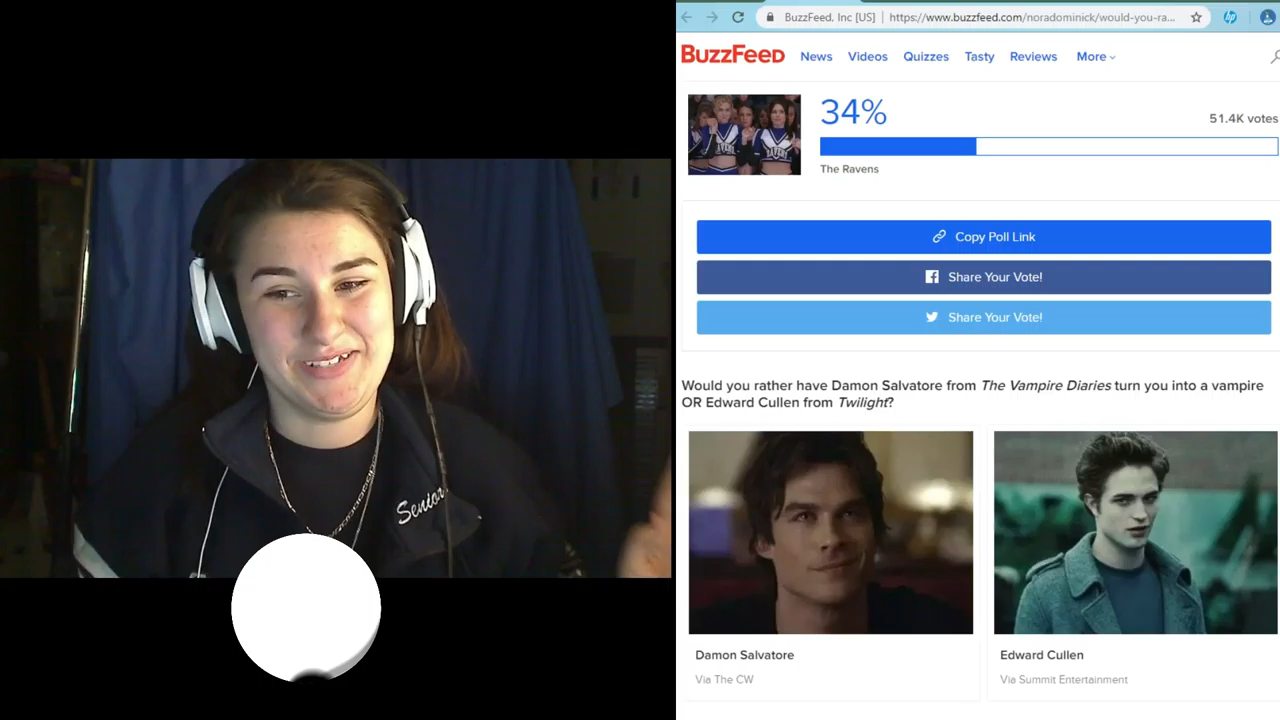 BuzzFeed, Inc [US] | https://www.buzzfeed.com/noradominick/would-you-ra...
BuzzFeed News Videos Quizzes Tasty Reviews More
34%
51.4K votes
The Ravens
Copy Poll Link
Share Your Vote!
Share Your Vote!
Would you rather have Damon Salvatore from The Vampire Diaries turn you into a vampire
OR Edward Cullen from Twilight?
Damon Salvatore
Via The CW
Edward Cullen
Via Summit Entertainment
Senior